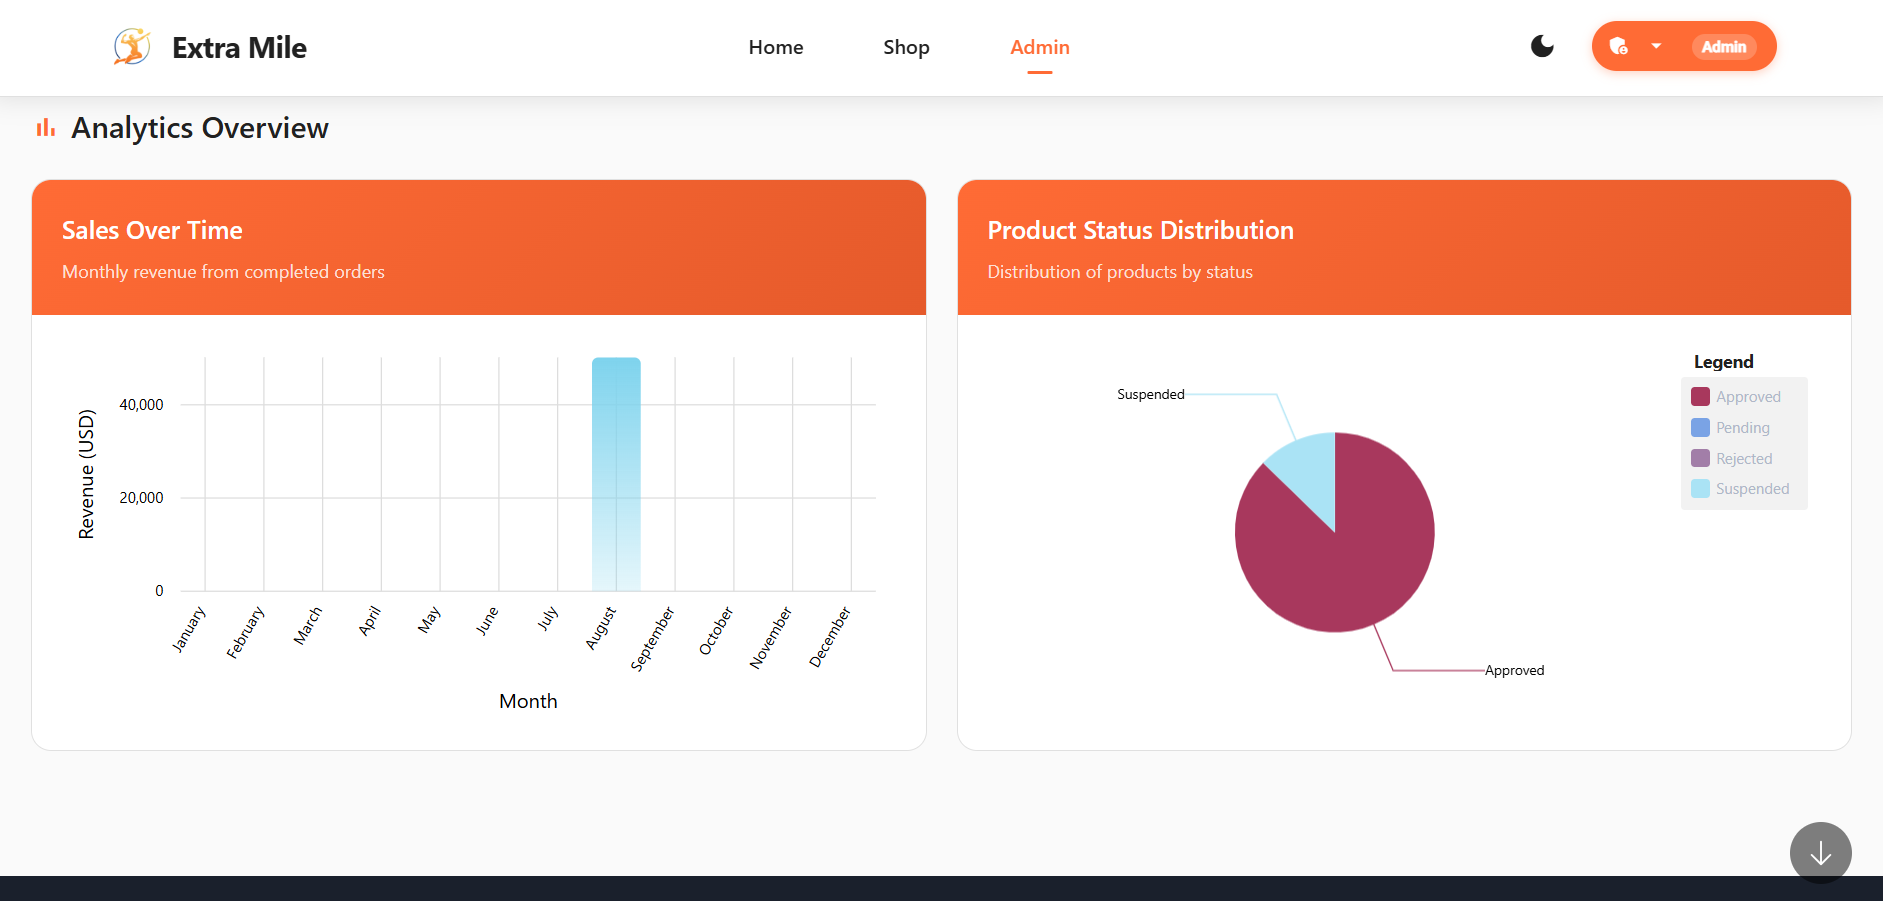 Extra Mile
Home
Shop
Admin
Admin
Analytics Overview
Sales Over Time
Monthly revenue from completed orders
Revenue (USD)
40,000
20,000
0
January
February
March
April
May
June
July
August
September
October
November
December
Month
Product Status Distribution
Distribution of products by status
Suspended
Approved
Legend
Approved
Pending
Rejected
Suspended